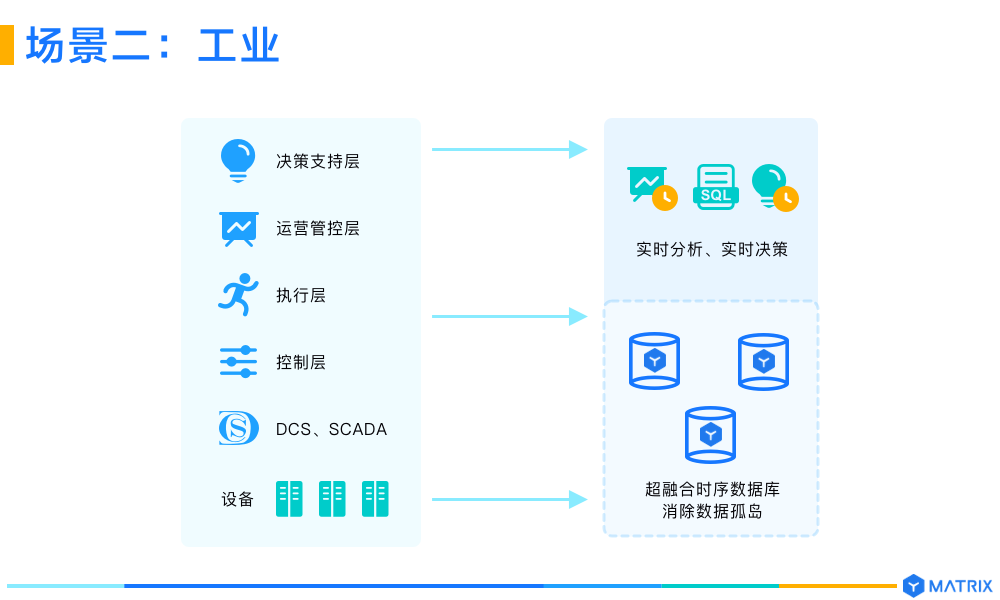 场景二：工业
决策支持层
运营管控层
执行层
控制层
DCS、SCADA
设备
SQL
实时分析、实时决策
超融合时序数据库
消除数据孤岛
MATRIX